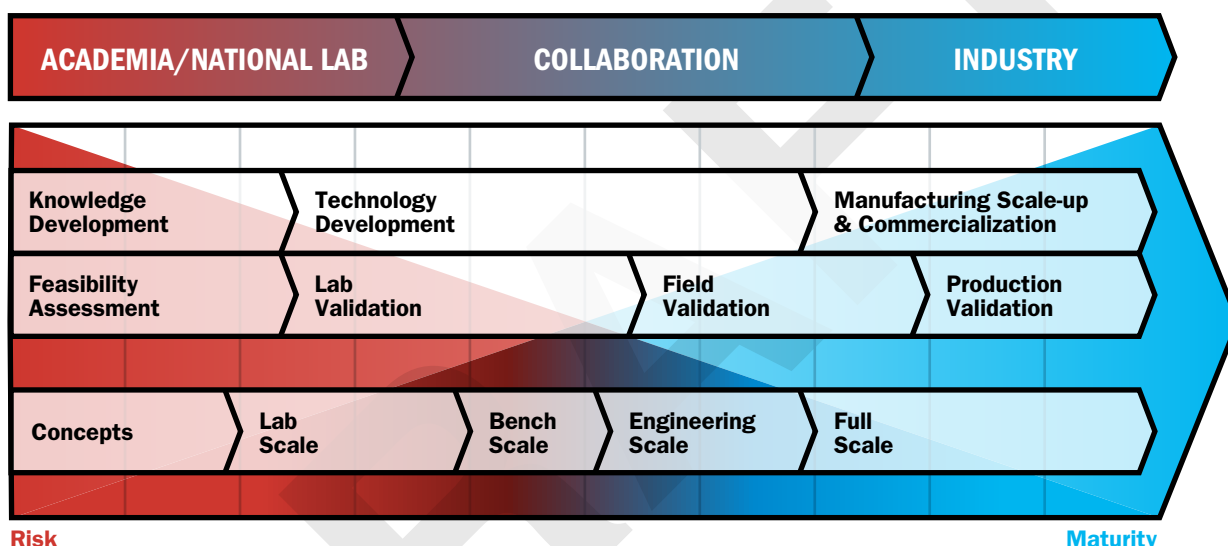 ACADEMIA/NATIONAL LAB
COLLABORATION
INDUSTRY
Knowledge
Development
Technology
Development
Manufacturing Scale-up
& Commercialization
Feasibility
Assessment
Lab
Validation
Field
Validation
Production
Validation
Concepts
Lab
Scale
Bench
Scale
Engineering
Scale
Full
Scale
Risk
Maturity